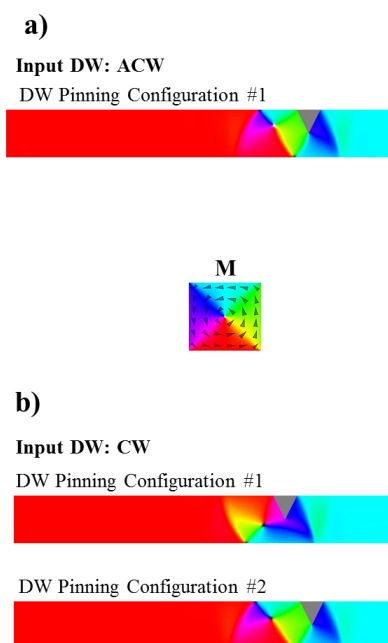 a)
Input DW: ACW
DW Pinning Configuration #1
M
b)
Input DW: CW
DW Pinning Configuration #1
DW Pinning Configuration #2